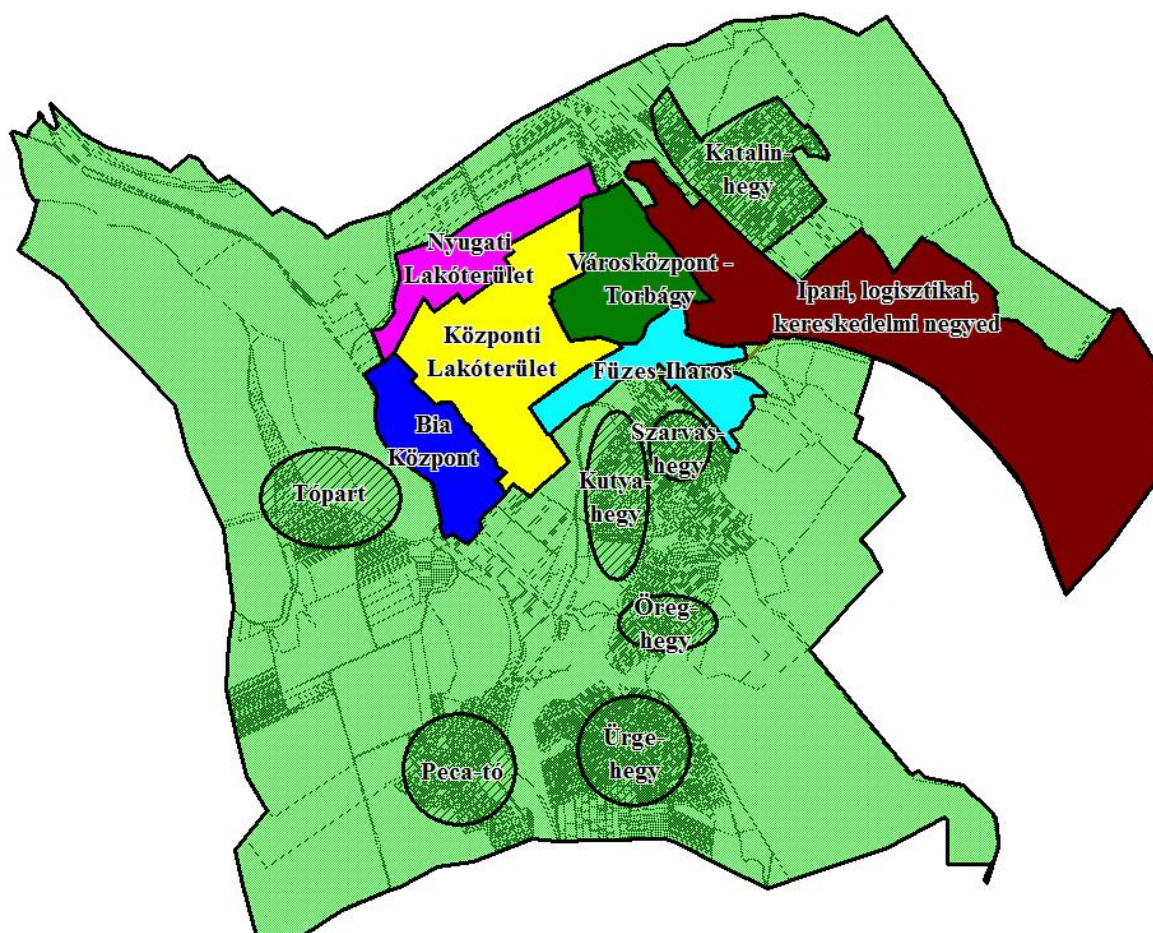 Katalin-
hegy
Nyugati
Lakóterület
Városközpont -
Torbágy
Ipari, logisztikai,
kereskedelmi negyed
Központi
Lakóterület
Füzes-Iharos
Bia
Központ
Szarvas-
hegy
Tópart
Kutya-
hegy
Öreg-
hegy
Ürge-
hegy
Peca-tó